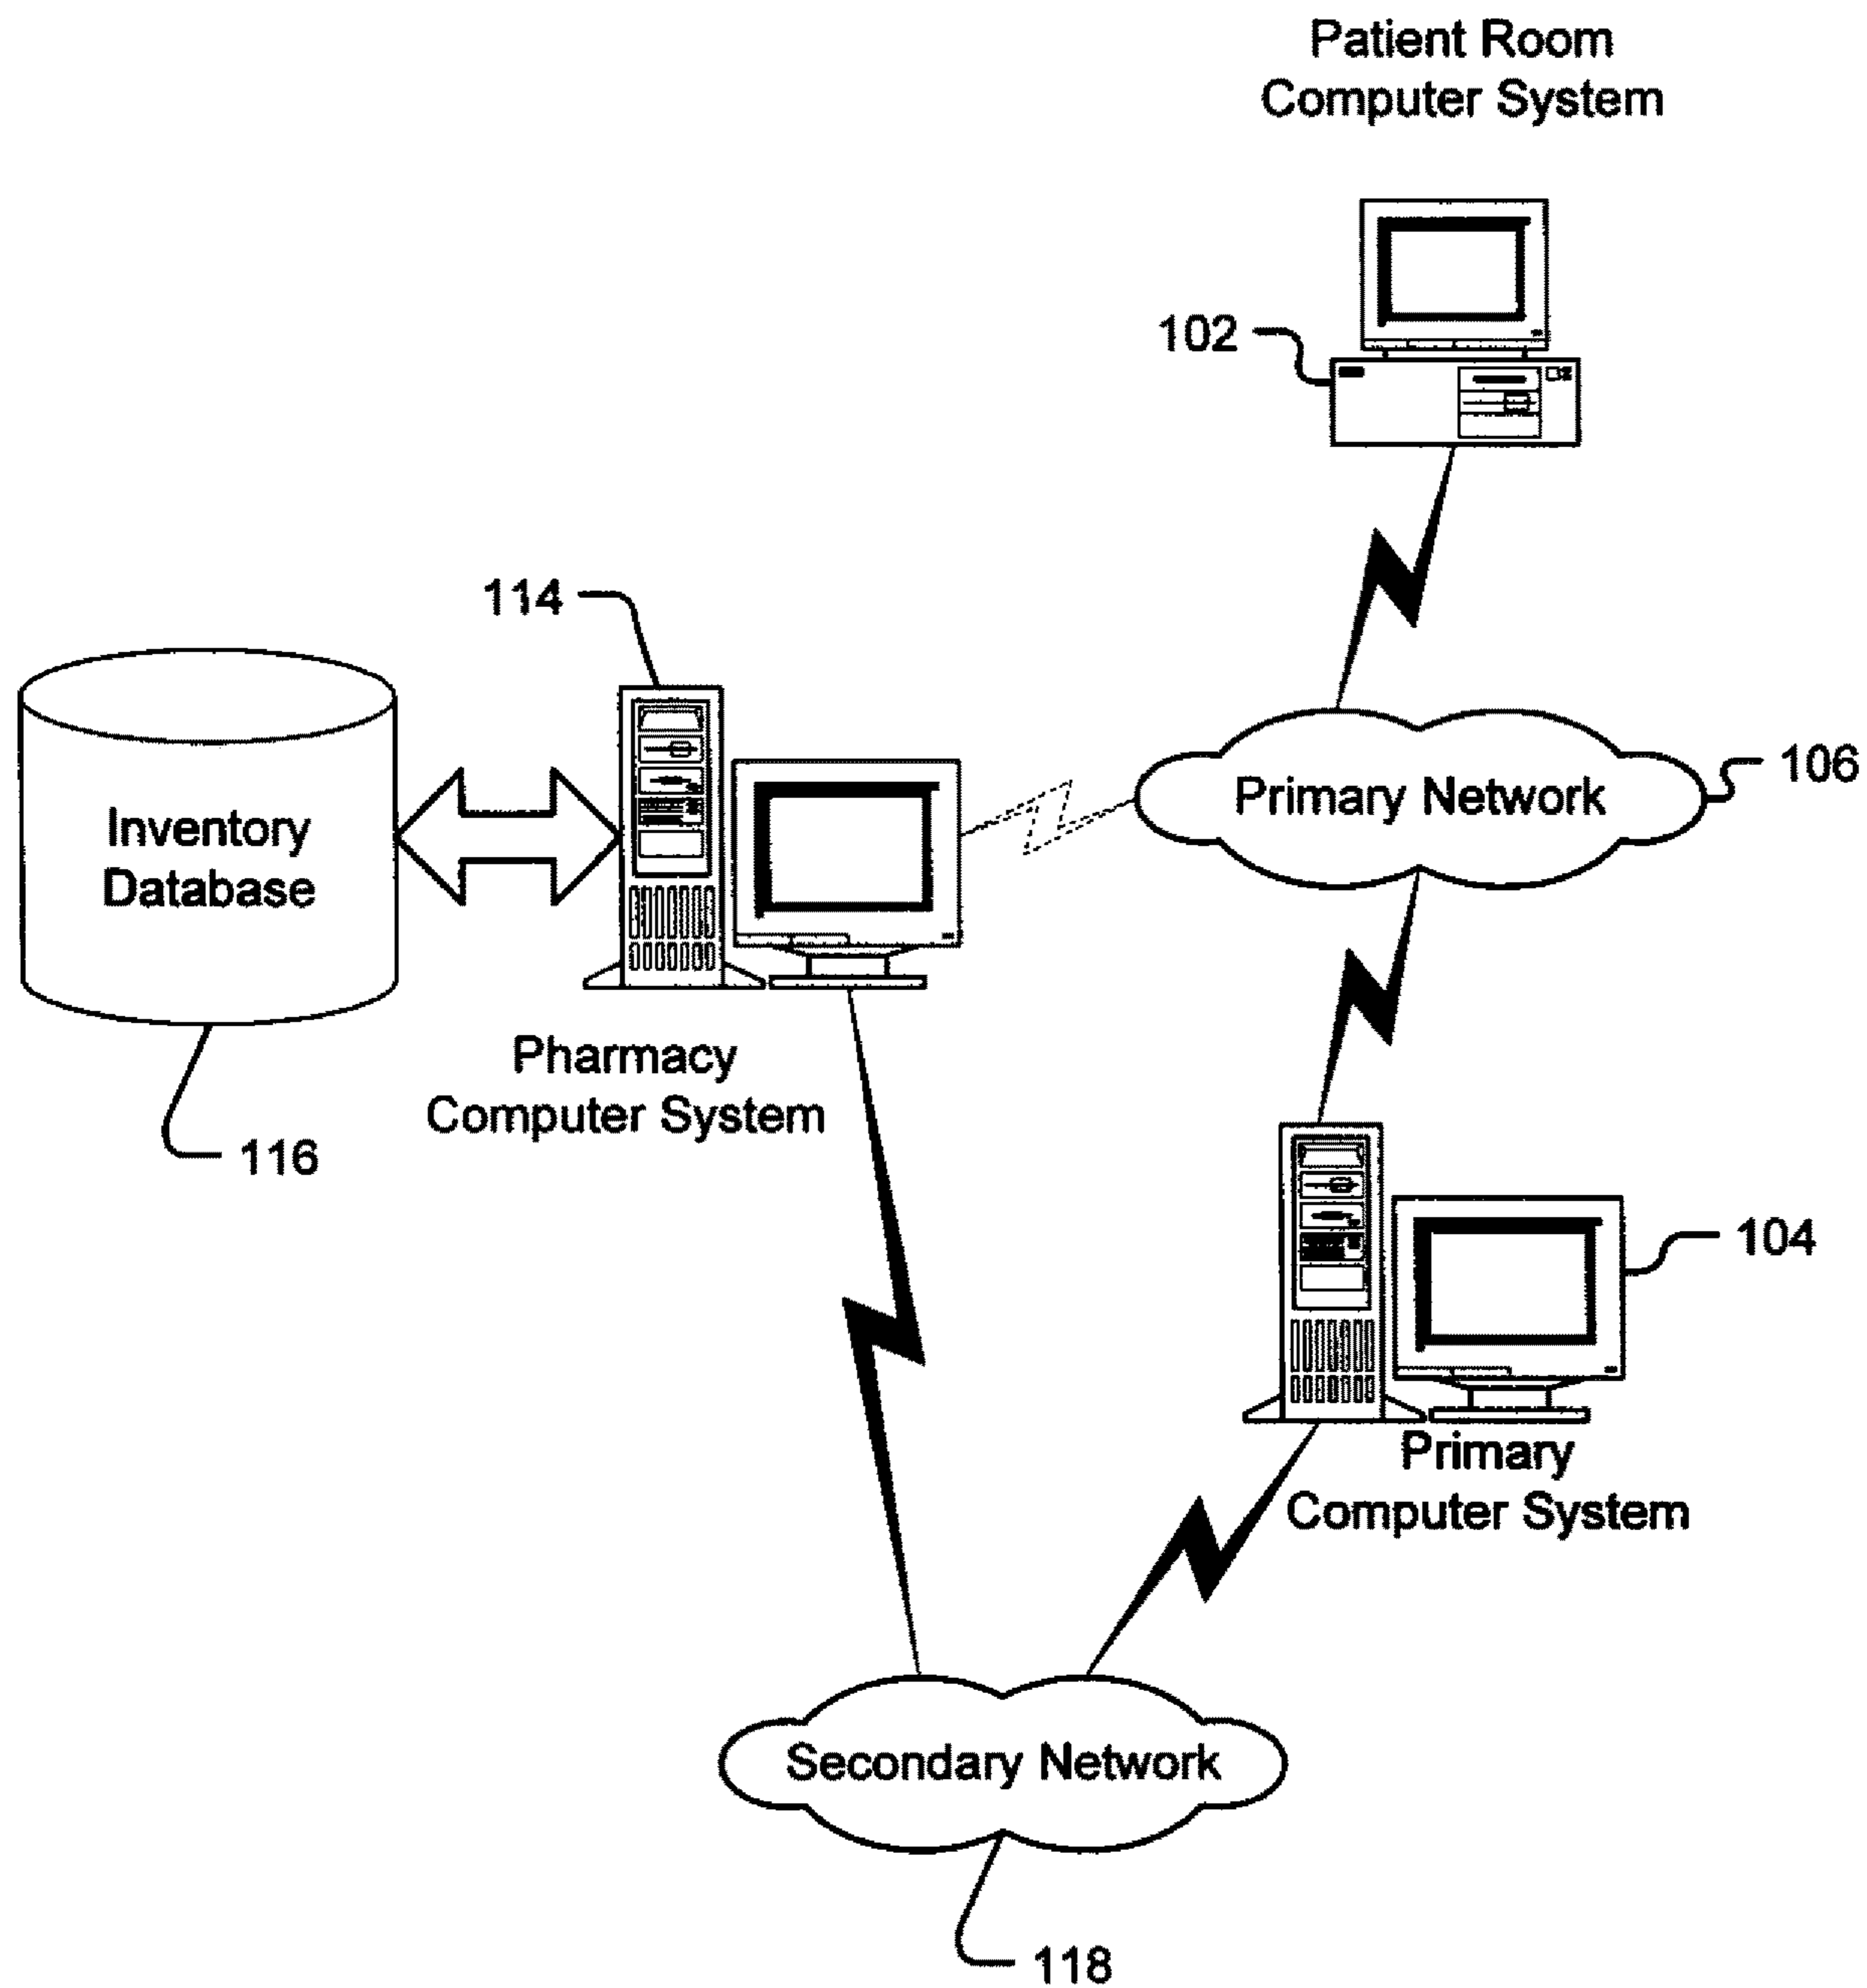 Patient Room
Computer System
102
114
Primary Network
106
Inventory
Database
Pharmacy
Computer System
116
104
Primary
Computer System
Secondary Network
118